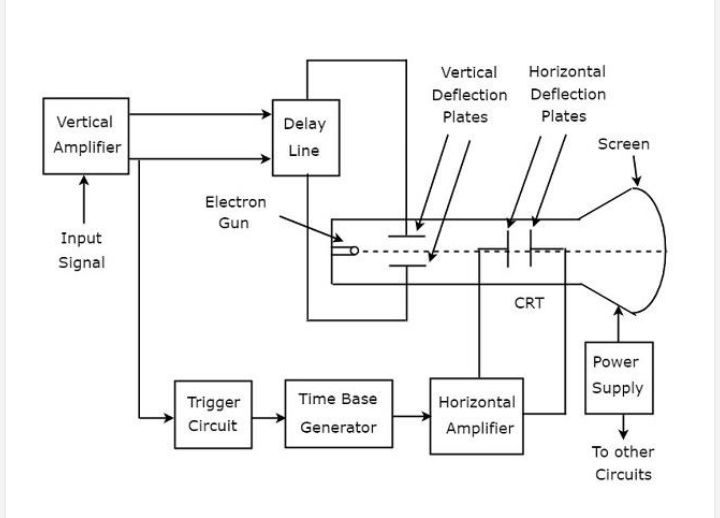 Vertical
Deflection
Plates
Horizontal
Deflection
Plates
Vertical
Amplifier
Delay
Line
Screen
Electron
Gun
Input
Signal
CRT
Power
Supply
Trigger
Circuit
Time Base
Generator
Horizontal
Amplifier
To other
Circuits